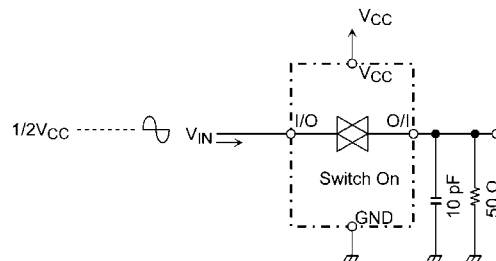 VCC
VCC
I/O
O/I
1/2VCC
VIN
Switch On
10 pF
50 Ω
GND